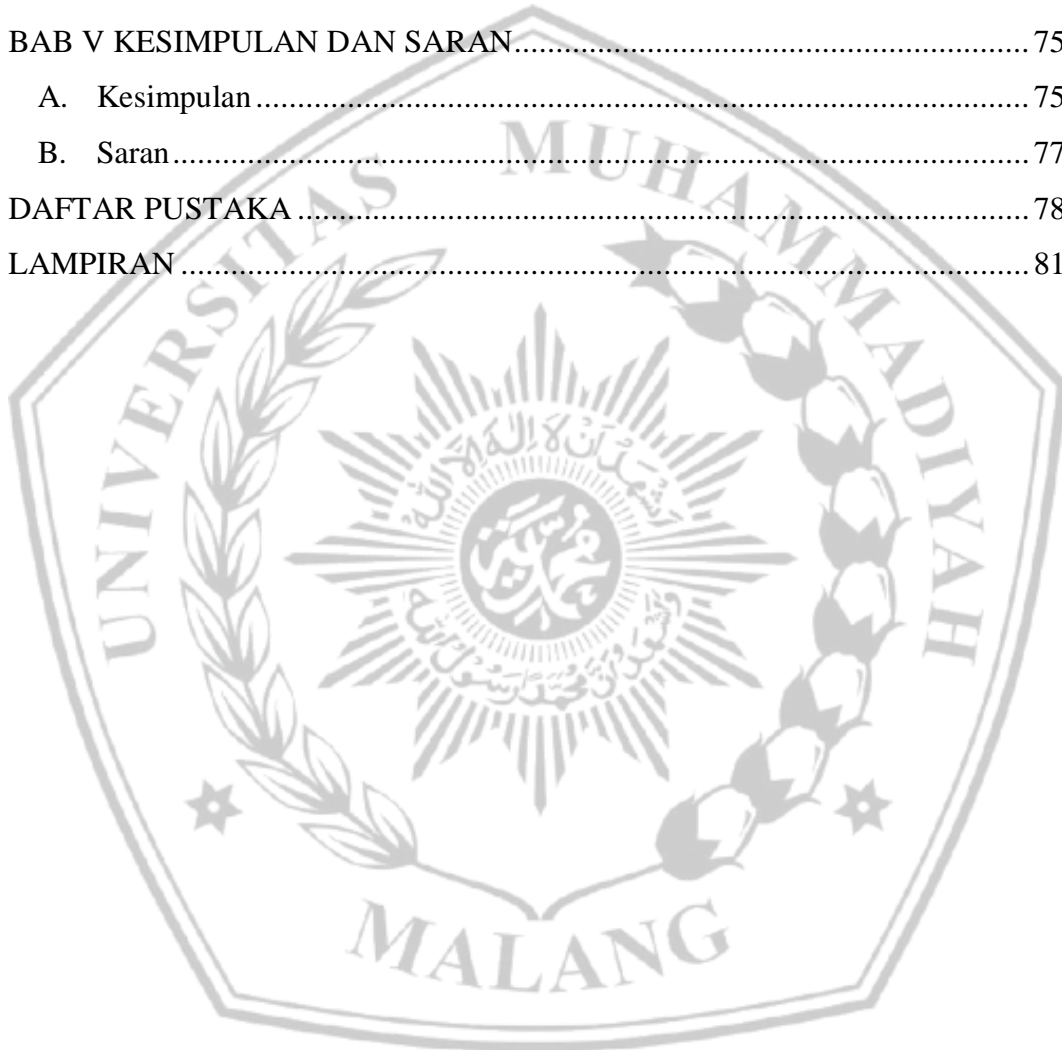 BAB V KESIMPULAN DAN SARAN.................................................................. 75
A. Kesimpulan.................................................................................................... 75
B. Saran............................................................................................................... 77
DAFTAR PUSTAKA............................................................................................ 78
LAMPIRAN........................................................................................................... 81
UNIVERSITAS MUHAMMADIYAH
MALANG